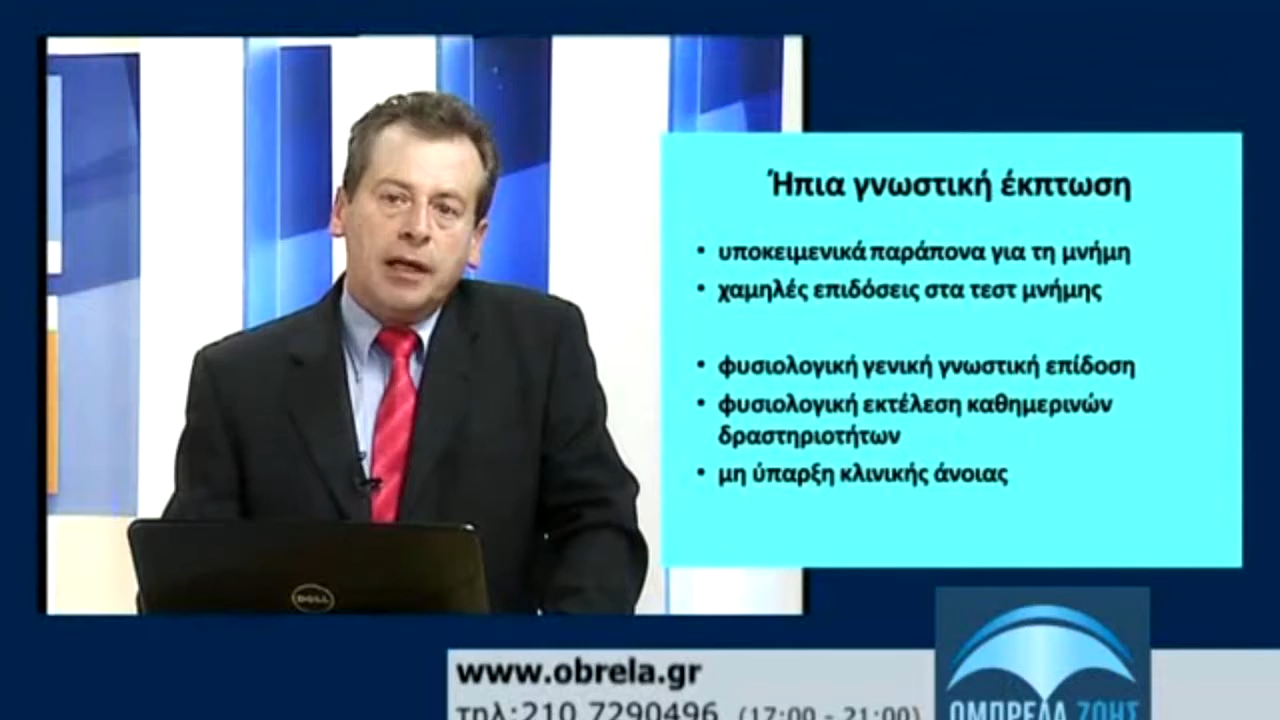 Ήπια γνωστική έκπτωση
• υποκειμενικά παράπονα για τη μνήμη
• χαμηλές επιδόσεις στα τεστ μνήμης
• φυσιολογική γενική γνωστική επίδοση
• φυσιολογική εκτέλεση καθημερινών
δραστηριοτήτων
• μη ύπαρξη κλινικής άνοιας
DELL
www.obrela.gr
τηλ:210 7290496 (17:00 - 21:00)
ΟΜΠΡΕΛΑ ΖΩΗΣ